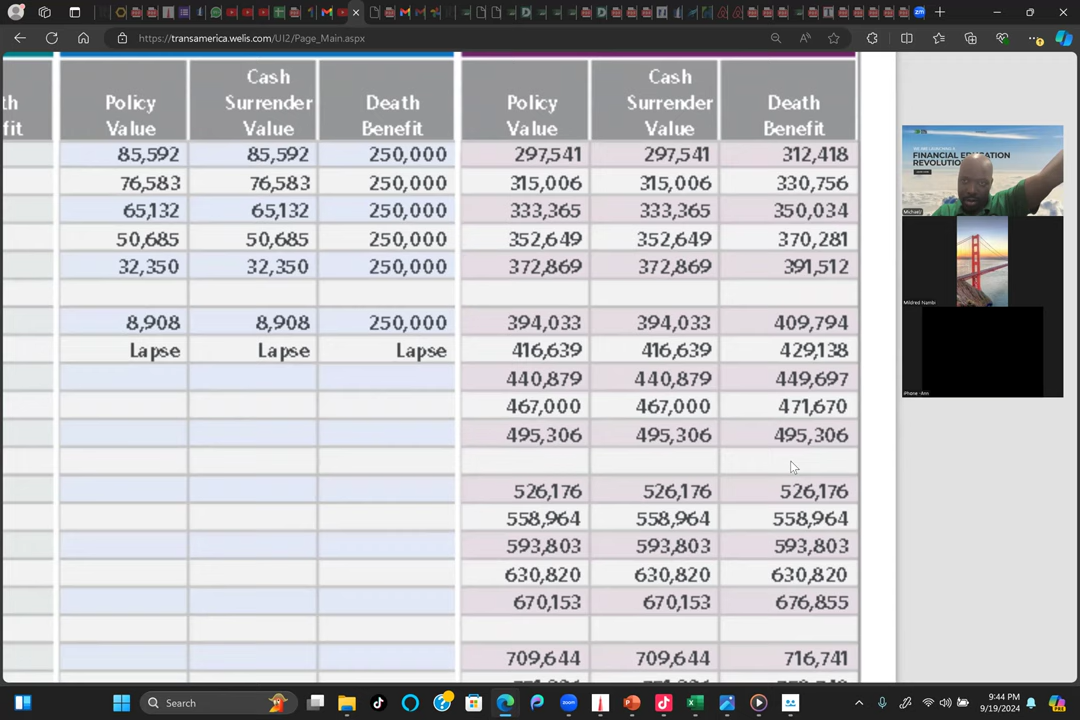 https://transamerica.welis.com/UI2/Page_Main.aspx
th
fit
Policy Value
Cash Surrender Value
Death Benefit
Policy Value
Cash Surrender Value
Death Benefit
85,592 85,592 250,000 297,541 297,541 312,418
76,583 76,583 250,000 315,006 315,006 330,756
65,132 65,132 250,000 333,365 333,365 350,034
50,685 50,685 250,000 352,649 352,649 370,281
32,350 32,350 250,000 372,869 372,869 391,512
8,908 8,908 250,000 394,033 394,033 409,794
Lapse Lapse Lapse 416,639 416,639 429,138
440,879 440,879 449,697
467,000 467,000 471,670
495,306 495,306 495,306
526,176 526,176 526,176
558,964 558,964 558,964
593,803 593,803 593,803
630,820 630,820 630,820
670,153 670,153 676,855
709,644 709,644 716,741
FINANCIAL EDUCATION
REVOLUTION
Mildred Nambi
iPhone -Ann
Search
9:44 PM
9/19/2024